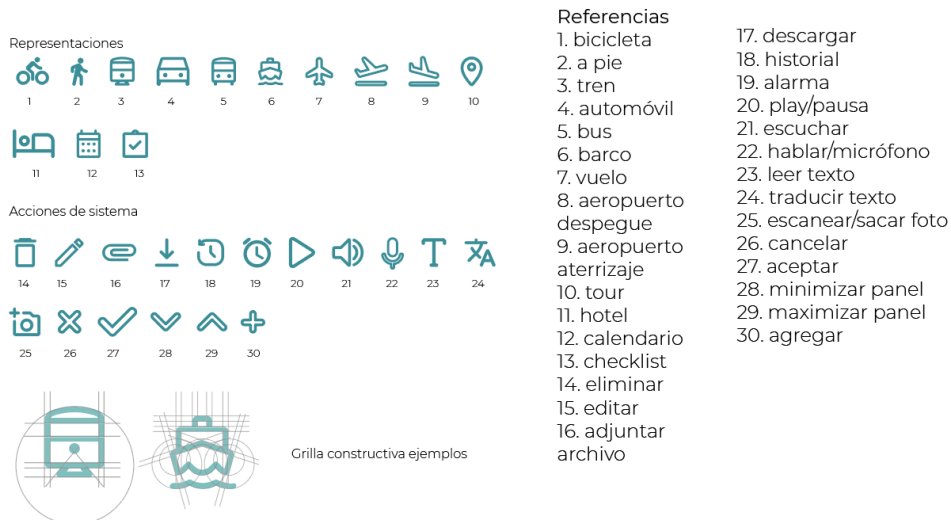 Representaciones
1 2 3 4 5 6 7 8 9 10
11 12 13
Acciones de sistema
14 15 16 17 18 19 20 21 22 23 24
25 26 27 28 29 30
Grilla constructiva ejemplos
Referencias
1. bicicleta
2. a pie
3. tren
4. automóvil
5. bus
6. barco
7. vuelo
8. aeropuerto
despegue
9. aeropuerto
aterrizaje
10. tour
11. hotel
12. calendario
13. checklist
14. eliminar
15. editar
16. adjuntar
archivo
17. descargar
18. historial
19. alarma
20. play/pausa
21. escuchar
22. hablar/micrófono
23. leer texto
24. traducir texto
25. escanear/sacar foto
26. cancelar
27. aceptar
28. minimizar panel
29. maximizar panel
30. agregar